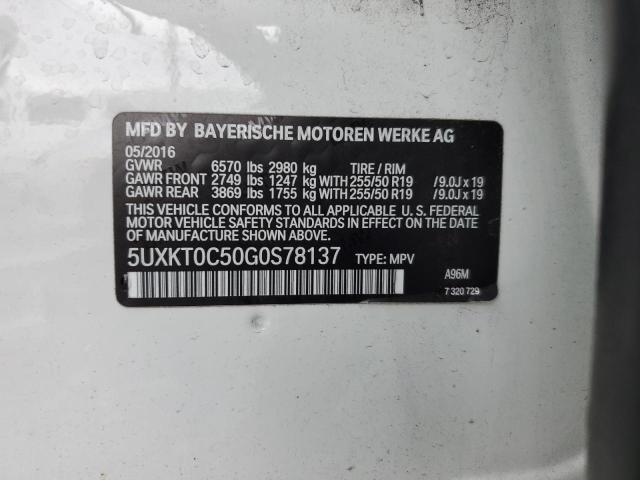 MFD BY BAYERISCHE MOTOREN WERKE AG
05/2016
GVWR 6570 lbs 2980 kg TIRE / RIM
GAWR FRONT 2749 lbs 1247 kg WITH 255/50 R19 /9.0J x 19
GAWR REAR 3869 lbs 1755 kg WITH 255/50 R19 /9.0J x 19
THIS VEHICLE CONFORMS TO ALL APPLICABLE U. S. FEDERAL
MOTOR VEHICLE SAFETY STANDARDS IN EFFECT ON THE DATE
OF MANUFACTURE SHOWN ABOVE.
5UXKT0C50G0S78137 TYPE: MPV
A96M
7 320 729